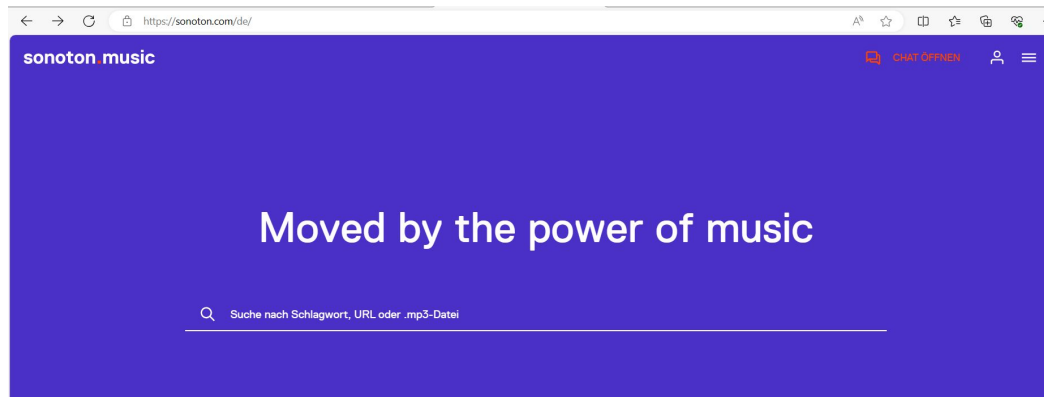 https://sonoton.com/de/
sonoton.music
CHAT ÖFFNEN
Moved by the power of music
Suche nach Schlagwort, URL oder .mp3-Datei